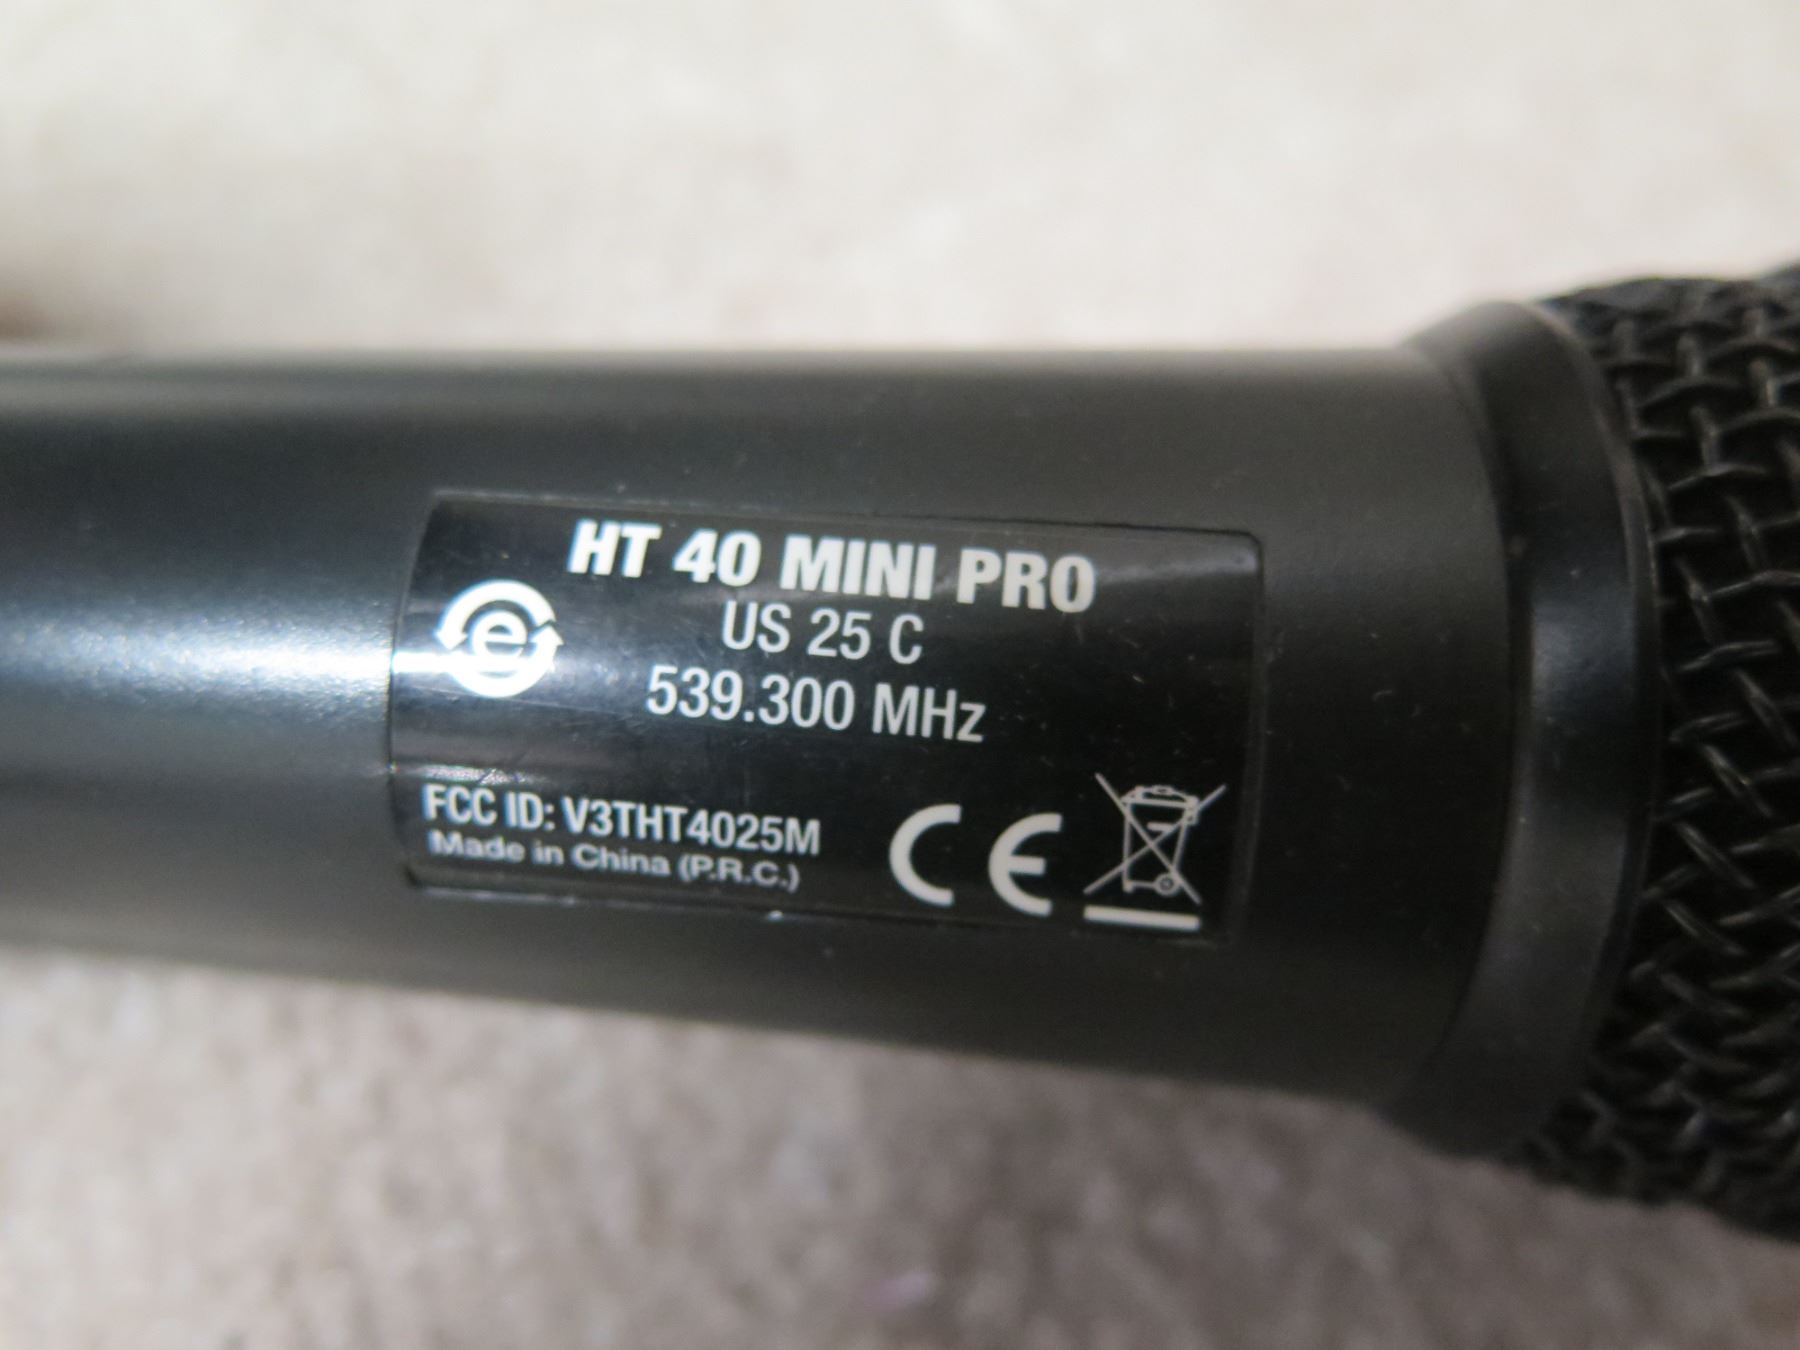 HT 40 MINI PRO
US 25 C
539.300 MHz
e
FCC ID: V3THT4025M
Made in China (P.R.C.)
CE